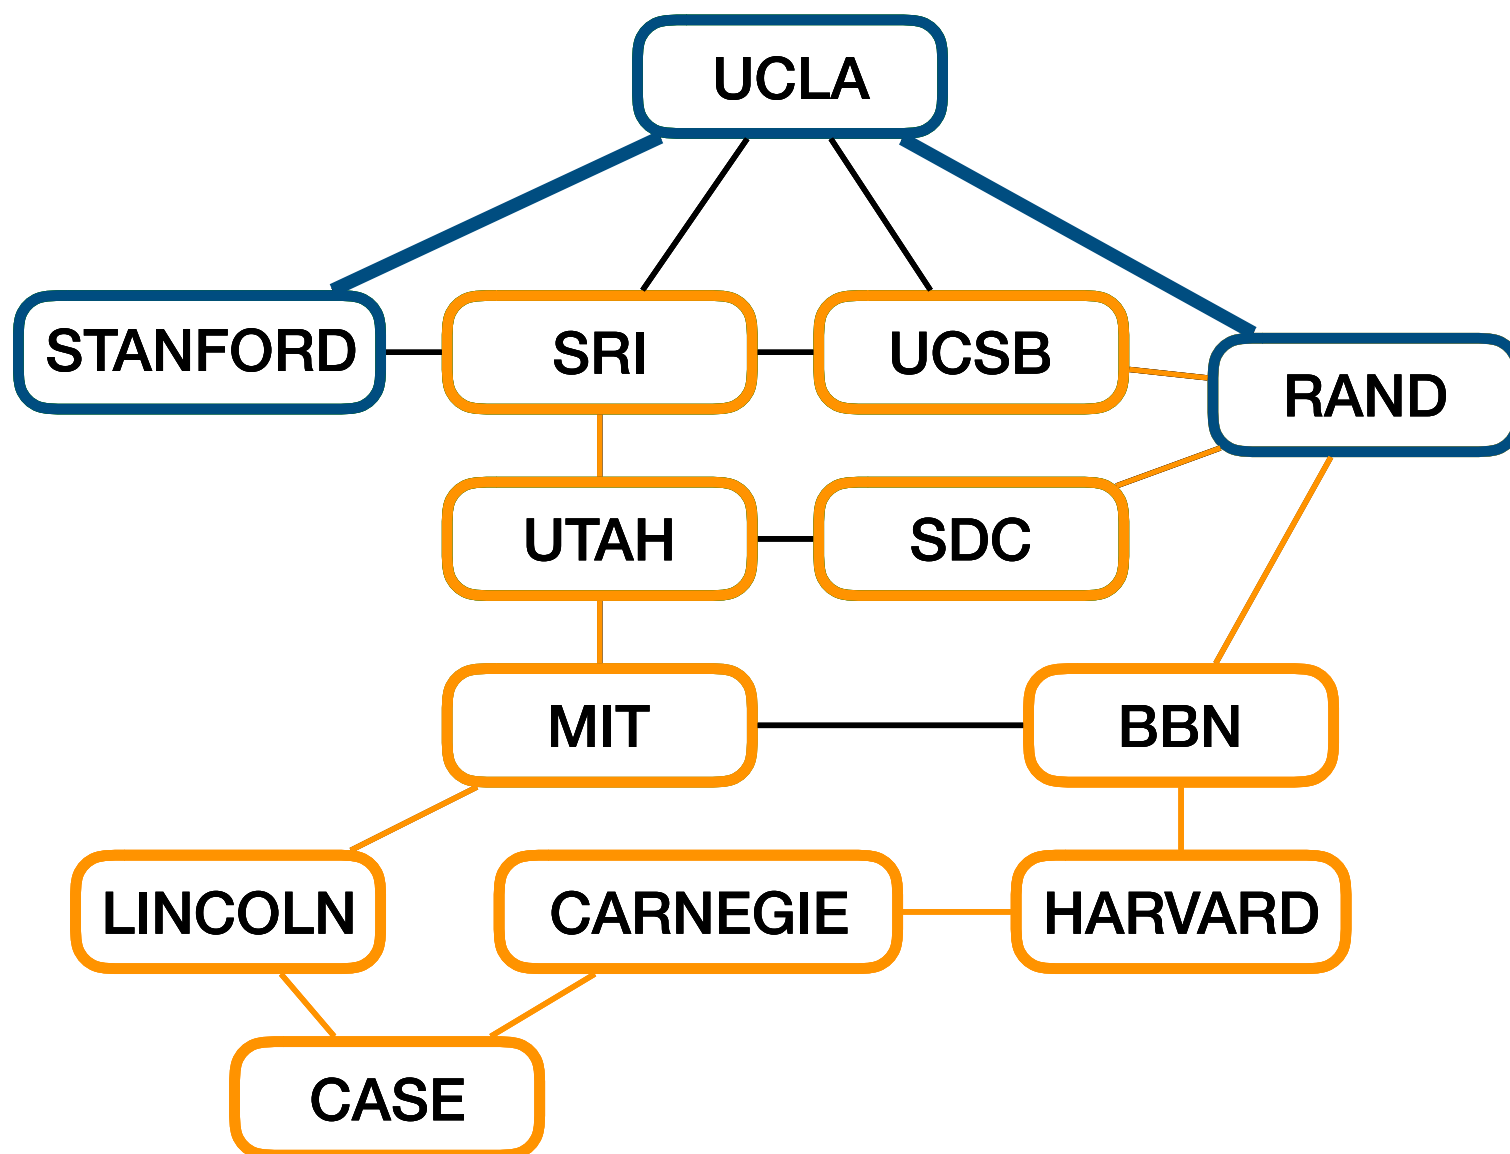 UCLA
STANFORD
SRI
UCSB
RAND
UTAH
SDC
MIT
BBN
LINCOLN
CARNEGIE
HARVARD
CASE